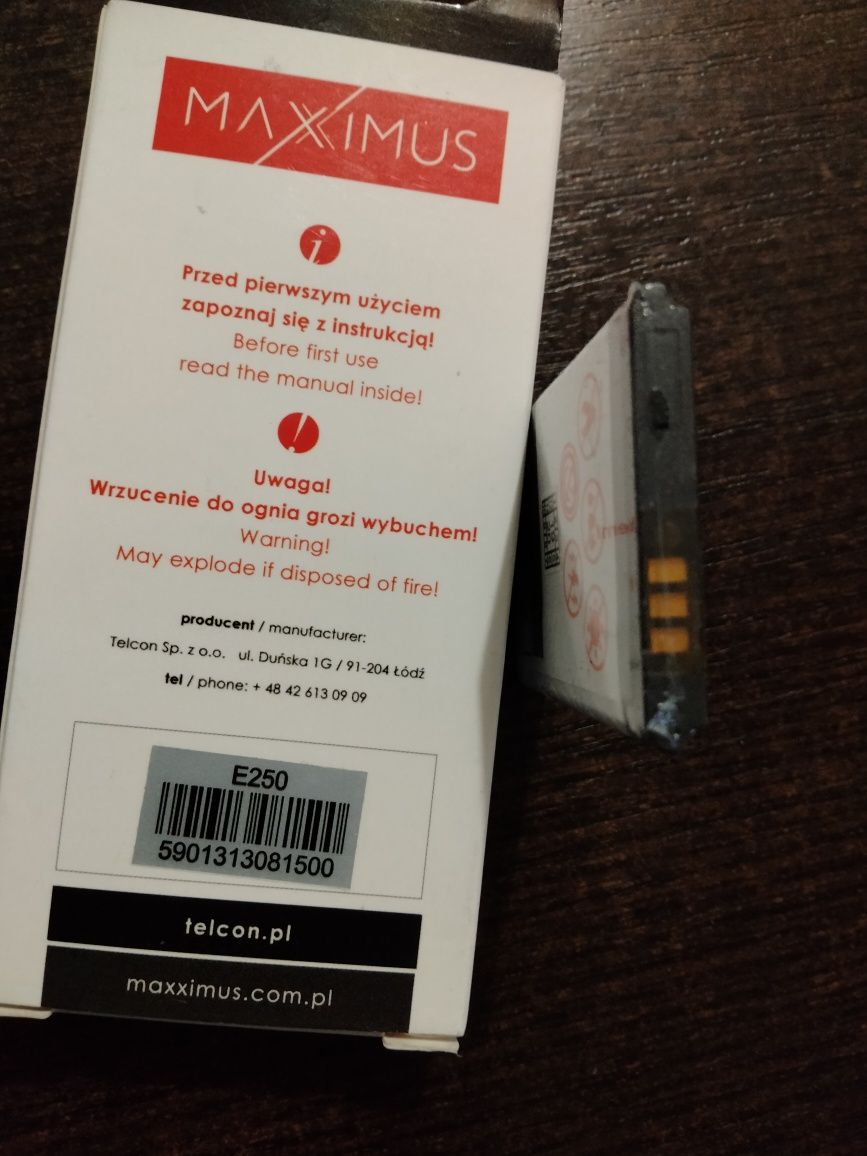 MAXXIMUS
i
Przed pierwszym użyciem
zapoznaj się z instrukcją!
Before first use
read the manual inside!
!
Uwaga!
Wrzucenie do ognia grozi wybuchem!
Warning!
May explode if disposed of fire!
producent / manufacturer:
Telcon Sp. z o.o. ul. Duńska 1G / 91-204 Łódź
tel / phone: + 48 42 613 09 09
E250
5901313081500
telcon.pl
maxximus.com.pl